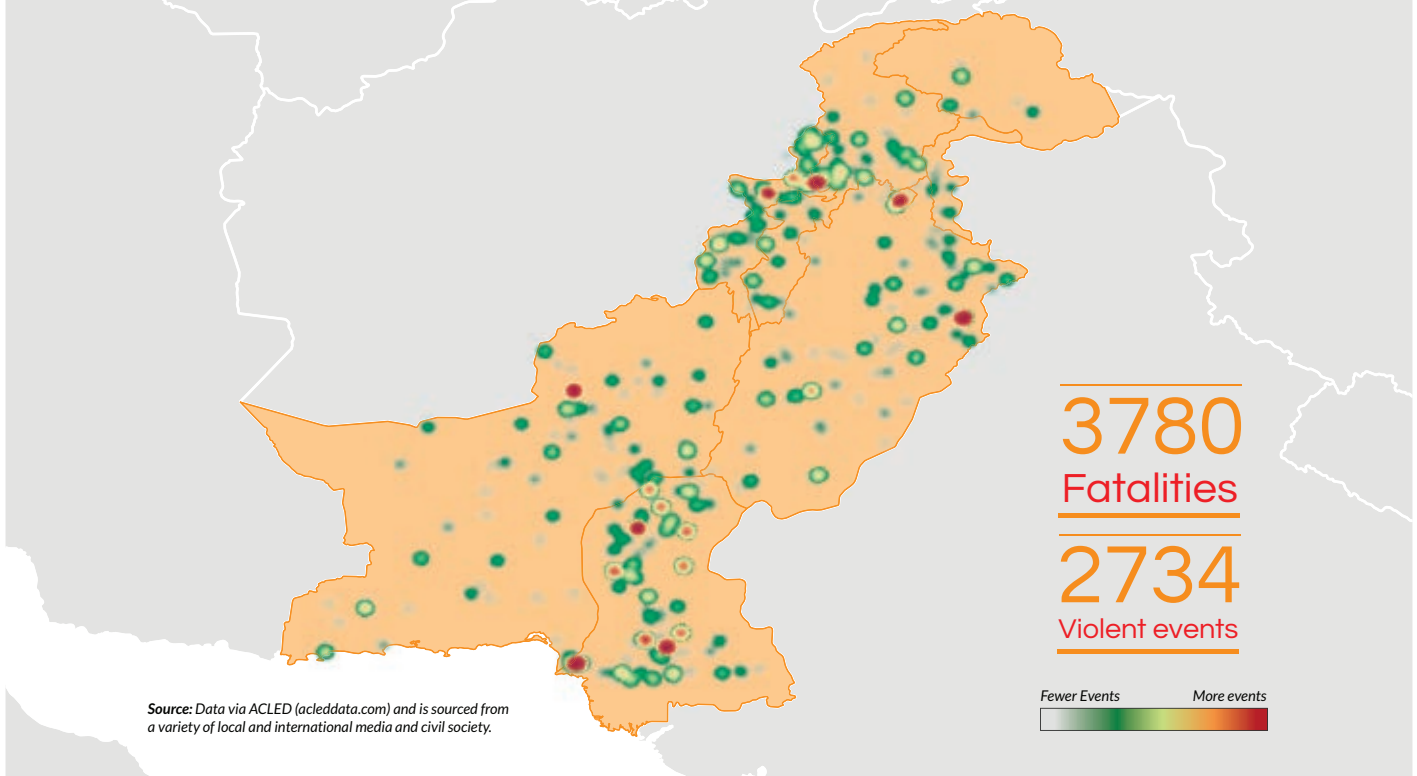 3780
Fatalities
2734
Violent events
Fewer Events More events
Source: Data via ACLED (acleddata.com) and is sourced from
a variety of local and international media and civil society.